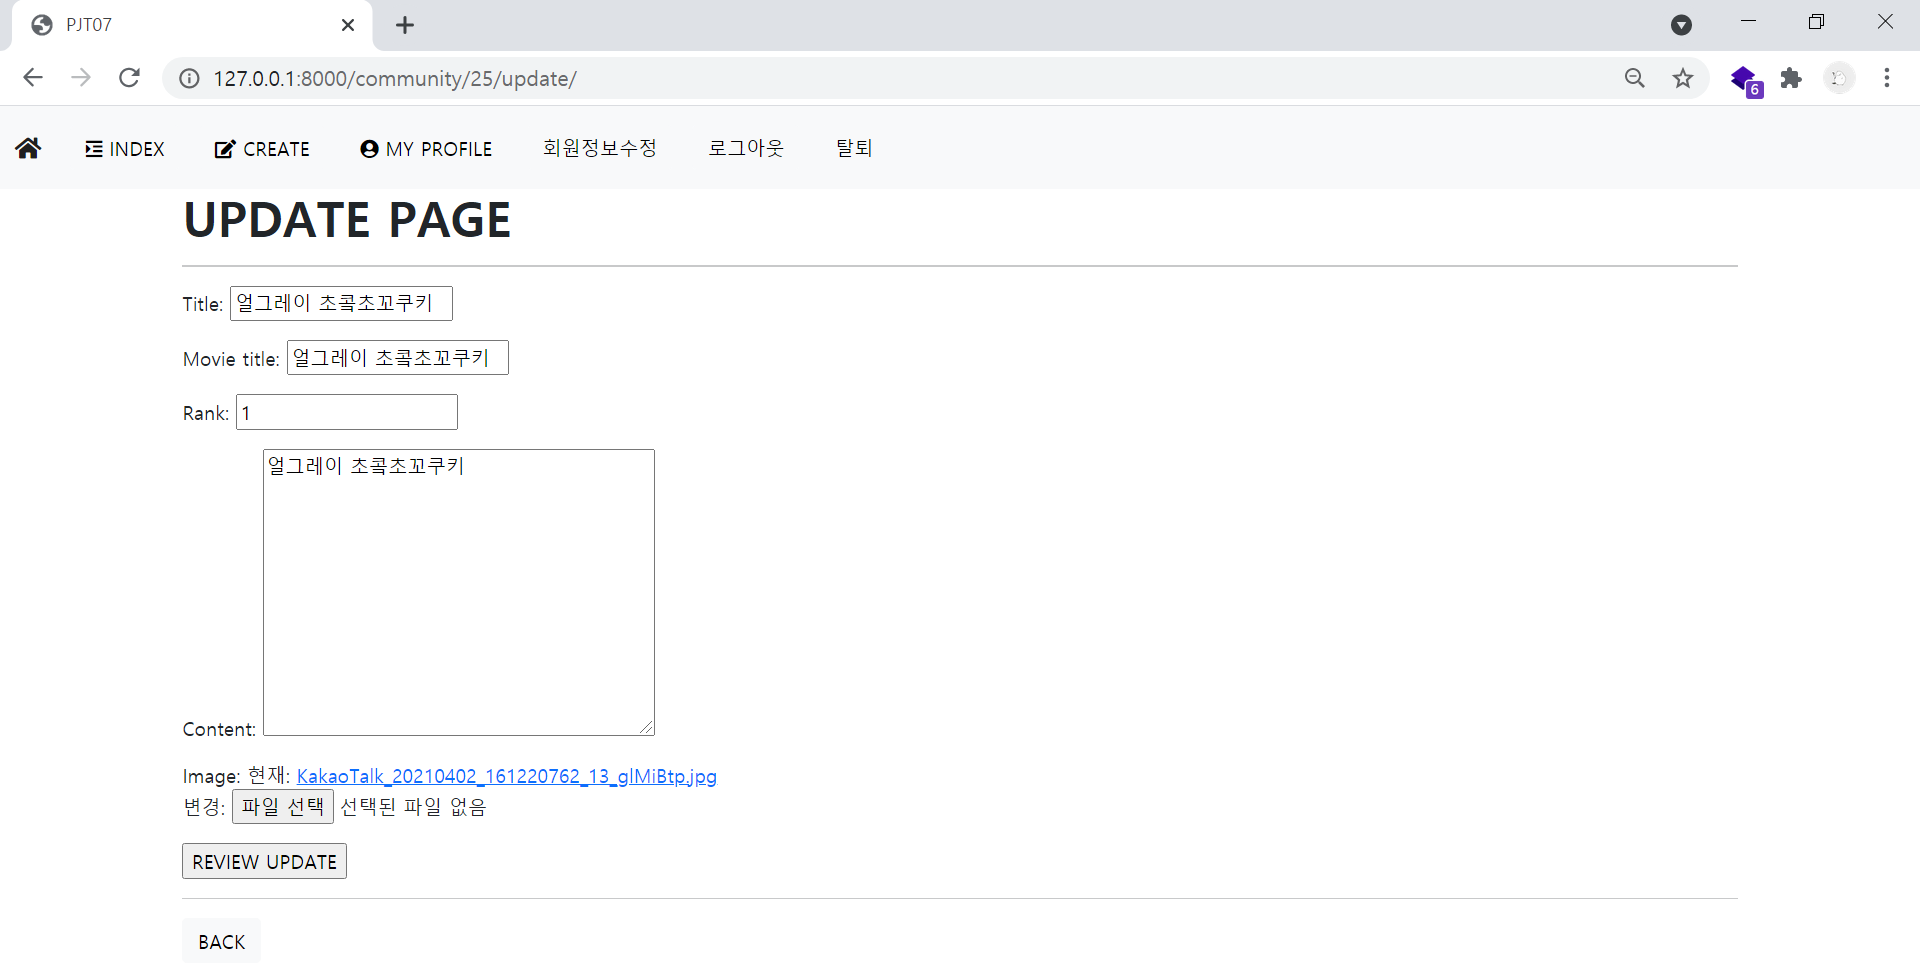 PJT07
127.0.0.1:8000/community/25/update/
6
INDEX CREATE MY PROFILE 회원정보수정 로그아웃 탈퇴
UPDATE PAGE
Title: 얼그레이 초콬초꼬쿠키
Movie title: 얼그레이 초콬초꼬쿠키
Rank: 1
얼그레이 초콬초꼬쿠키
Content:
Image: 현재: KakaoTalk_20210402_161220762_13_glMiBtp.jpg
변경: 파일 선택 선택된 파일 없음
REVIEW UPDATE
BACK